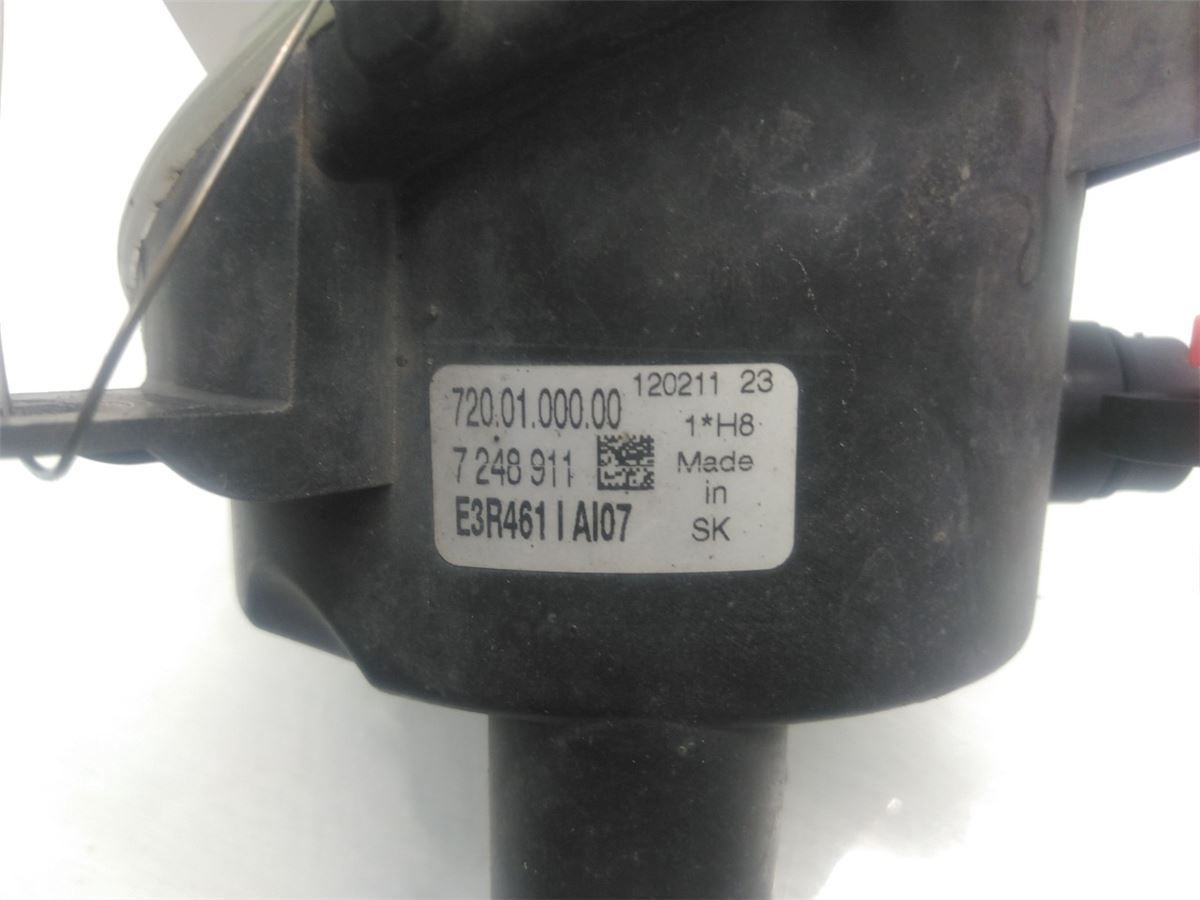 720.01.000.00 120211 23
1*H8
7 248 911 Made
in
E3R461 I AI07 SK